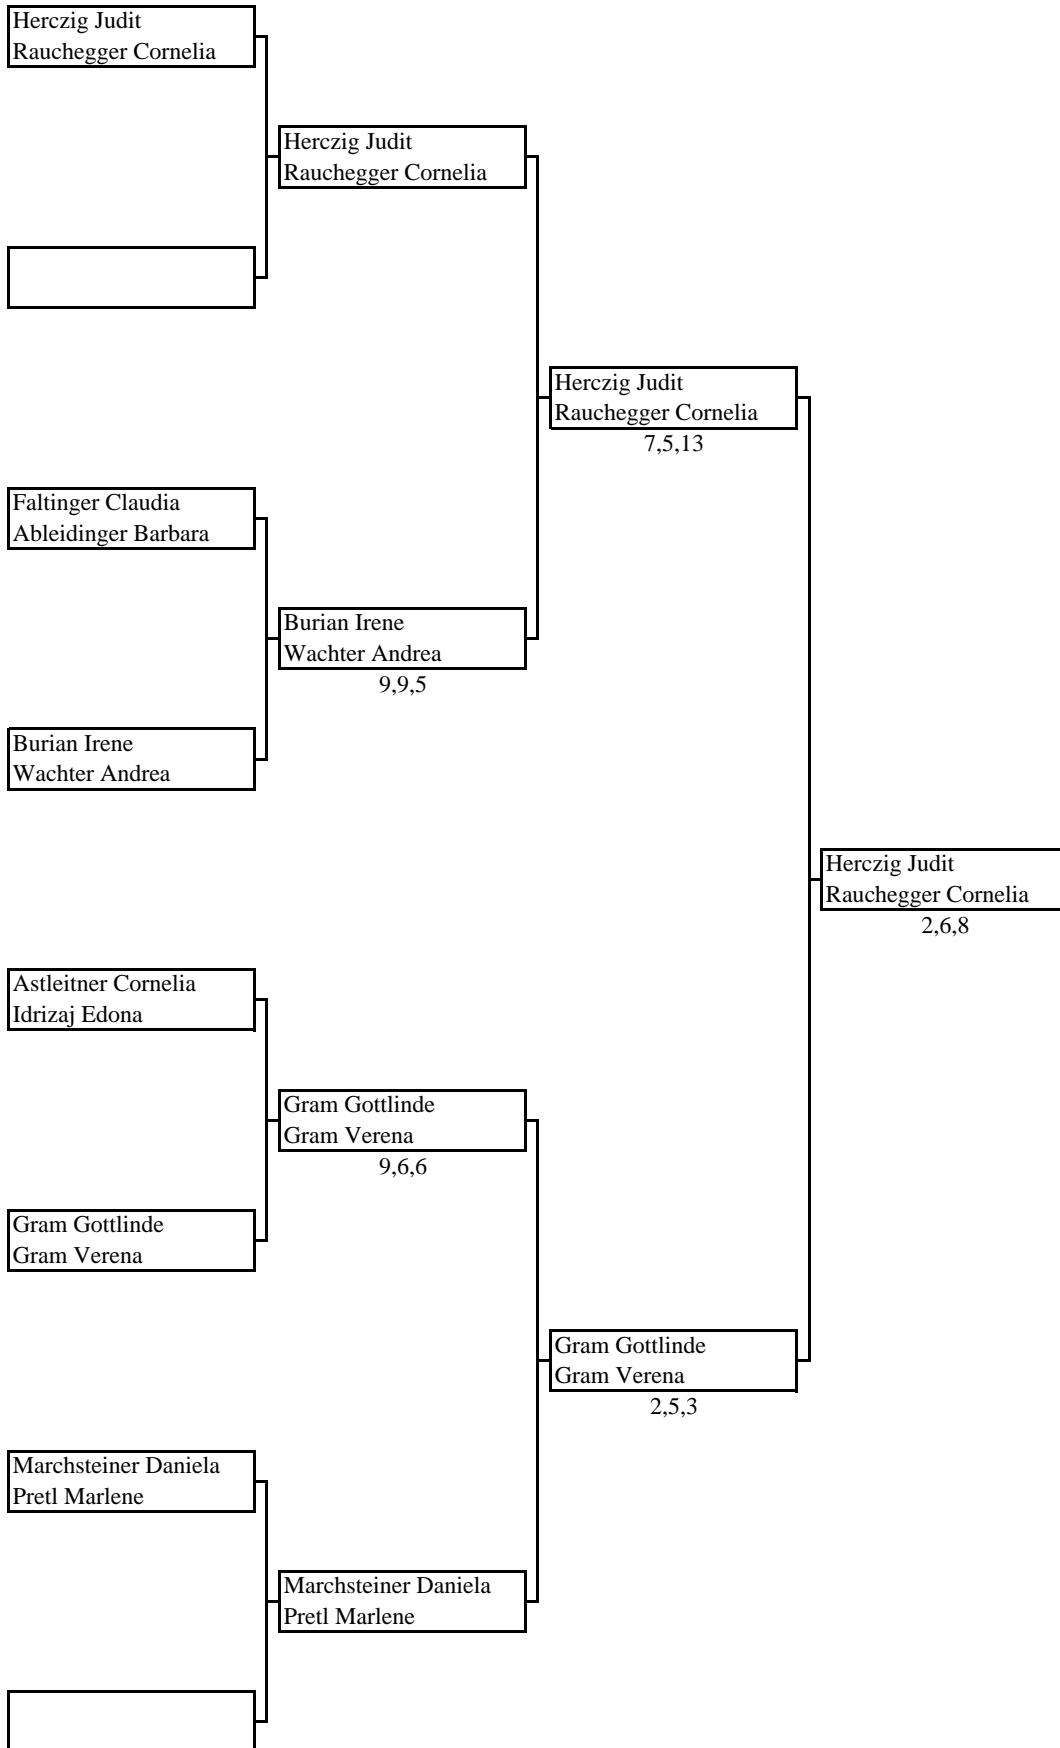 Herczig Judit
Rauchegger Cornelia
Herczig Judit
Rauchegger Cornelia
Herczig Judit
Rauchegger Cornelia
7,5,13
Faltinger Claudia
Ableidinger Barbara
Burian Irene
Wachter Andrea
9,9,5
Burian Irene
Wachter Andrea
Herczig Judit
Rauchegger Cornelia
2,6,8
Astleitner Cornelia
Idrizaj Edona
Gram Gottlinde
Gram Verena
9,6,6
Gram Gottlinde
Gram Verena
Gram Gottlinde
Gram Verena
2,5,3
Marchsteiner Daniela
Pretl Marlene
Marchsteiner Daniela
Pretl Marlene